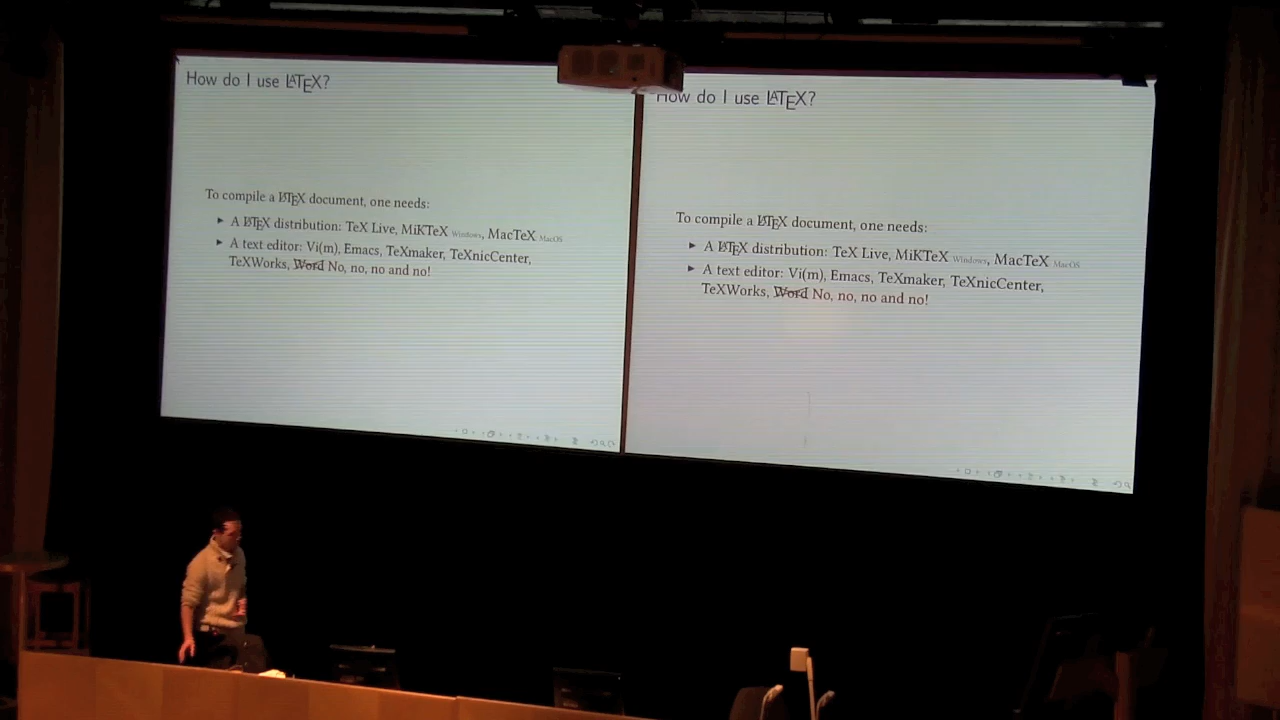 How do I use LATEX?
To compile a LATEX document, one needs:
▸ A LATEX distribution: TeX Live, MiKTeX Windows, MacTeX MacOS
▸ A text editor: Vi(m), Emacs, TeXmaker, TeXnicCenter,
TeXWorks, Word No, no, no and no!
How do I use LATEX?
To compile a LATEX document, one needs:
▸ A LATEX distribution: TeX Live, MiKTeX Windows, MacTeX MacOS
▸ A text editor: Vi(m), Emacs, TeXmaker, TeXnicCenter,
TeXWorks, Word No, no, no and no!